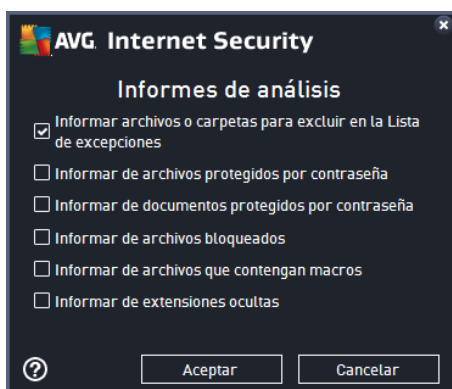 AVG. Internet Security
Informes de análisis
Informar archivos o carpetas para excluir en la Lista
de excepciones
Informar de archivos protegidos por contraseña
Informar de documentos protegidos por contraseña
Informar de archivos bloqueados
Informar de archivos que contengan macros
Informar de extensiones ocultas
?
Aceptar
Cancelar